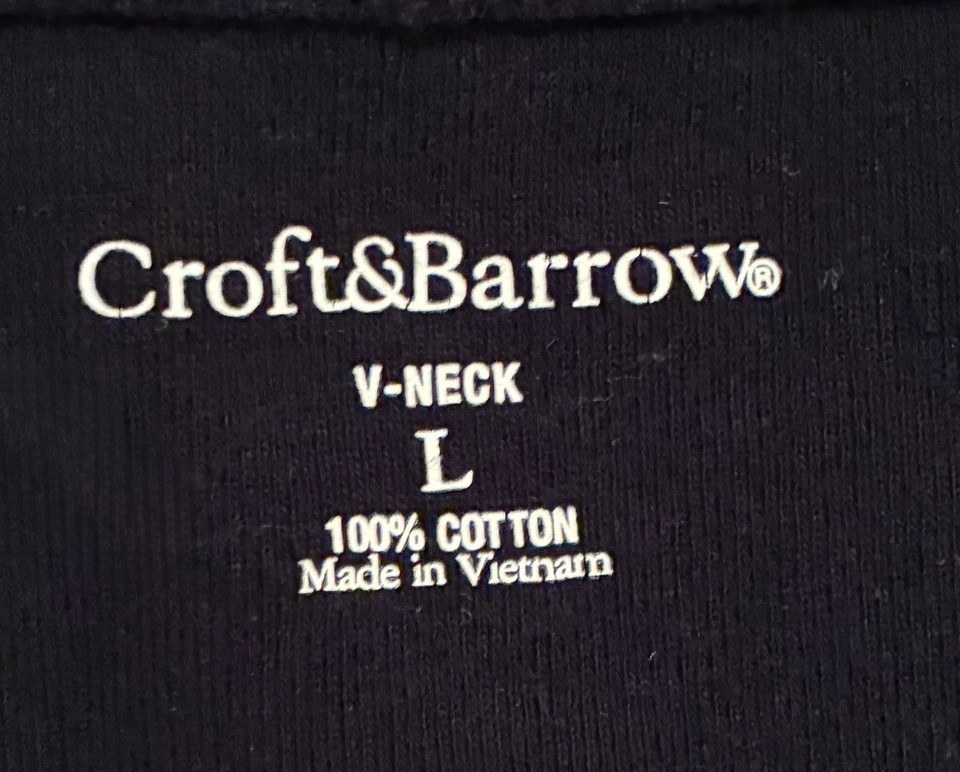 Croft&Barrow®
V-NECK
L
100% COTTON
Made in Vietnam